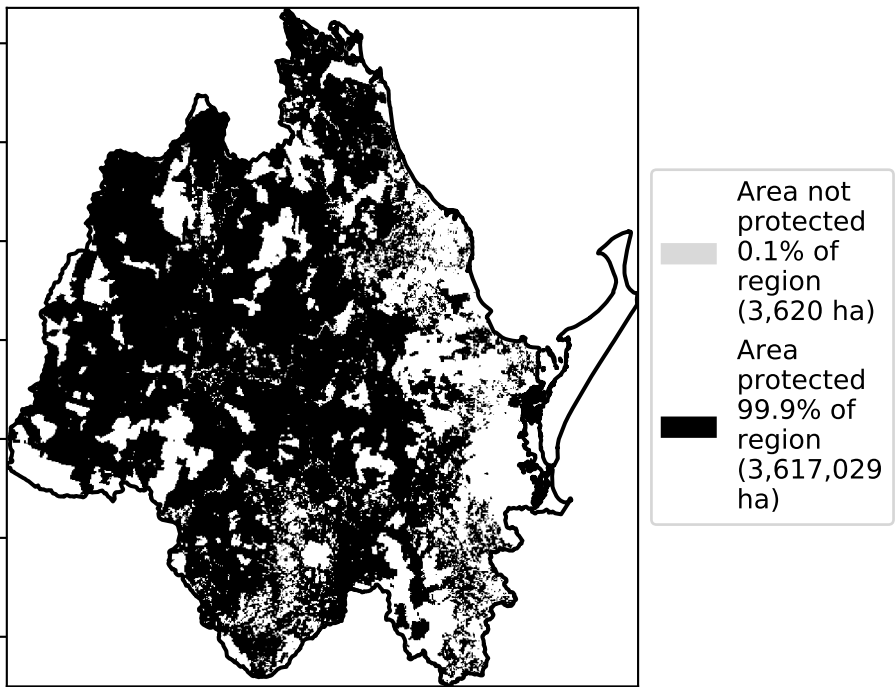 Area not
protected
0.1% of
region
(3,620 ha)
Area
protected
99.9% of
region
(3,617,029
ha)